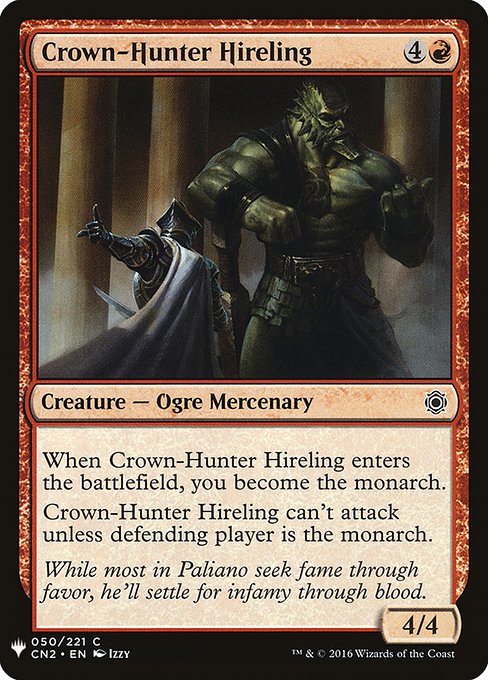 Crown-Hunter Hireling 4
Creature — Ogre Mercenary
When Crown-Hunter Hireling enters
the battlefield, you become the monarch.
Crown-Hunter Hireling can't attack
unless defending player is the monarch.
While most in Paliano seek fame through
favor, he'll settle for infamy through blood.
4/4
050/221 C
CN2 • EN Izzy
™ & © 2016 Wizards of the Coast